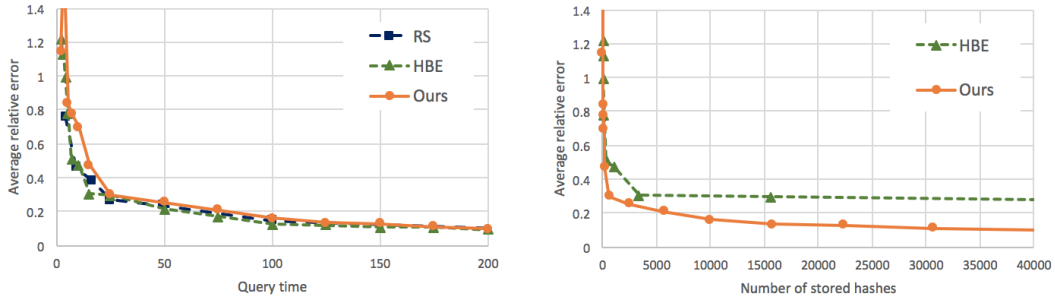 1.4
1.2
1
0.8
0.6
0.4
0.2
0
Average relative error
RS
HBE
Ours
0 50 100 150 200
Query time
1.4
1.2
1
0.8
0.6
0.4
0.2
0
Average relative error
HBE
Ours
0 5000 10000 15000 20000 25000 30000 35000 40000
Number of stored hashes